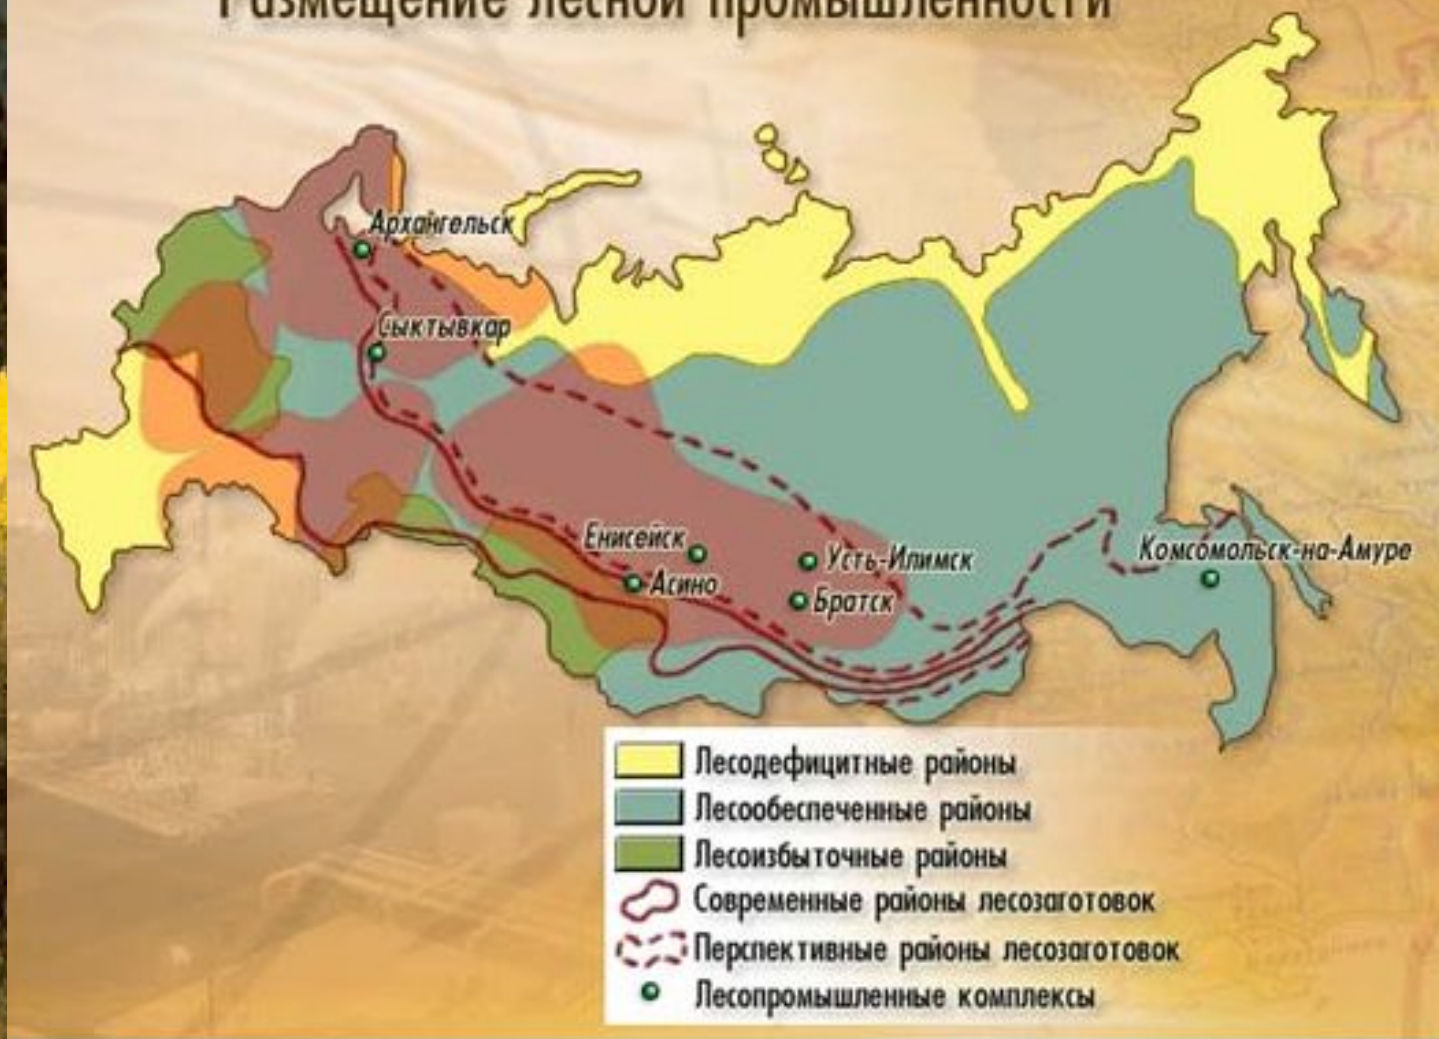 Размещение лесной промышленности
Архангельск
Сыктывкар
Енисейск
Асино
Усть-Илимск
Братск
Комсомольск-на-Амуре
Лесодефицитные районы
Лесообеспеченные районы
Лесоизбыточные районы
Современные районы лесозаготовок
Перспективные районы лесозаготовок
Лесопромышленные комплексы